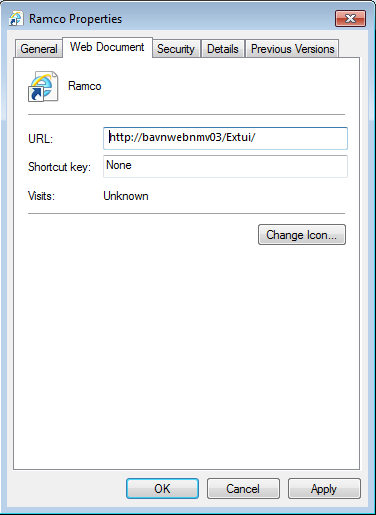 Ramco Properties
General Web Document Security Details Previous Versions
Ramco
URL: http://bavnwebnmv03/Extui/
Shortcut key: None
Visits: Unknown
Change Icon...
OK Cancel Apply